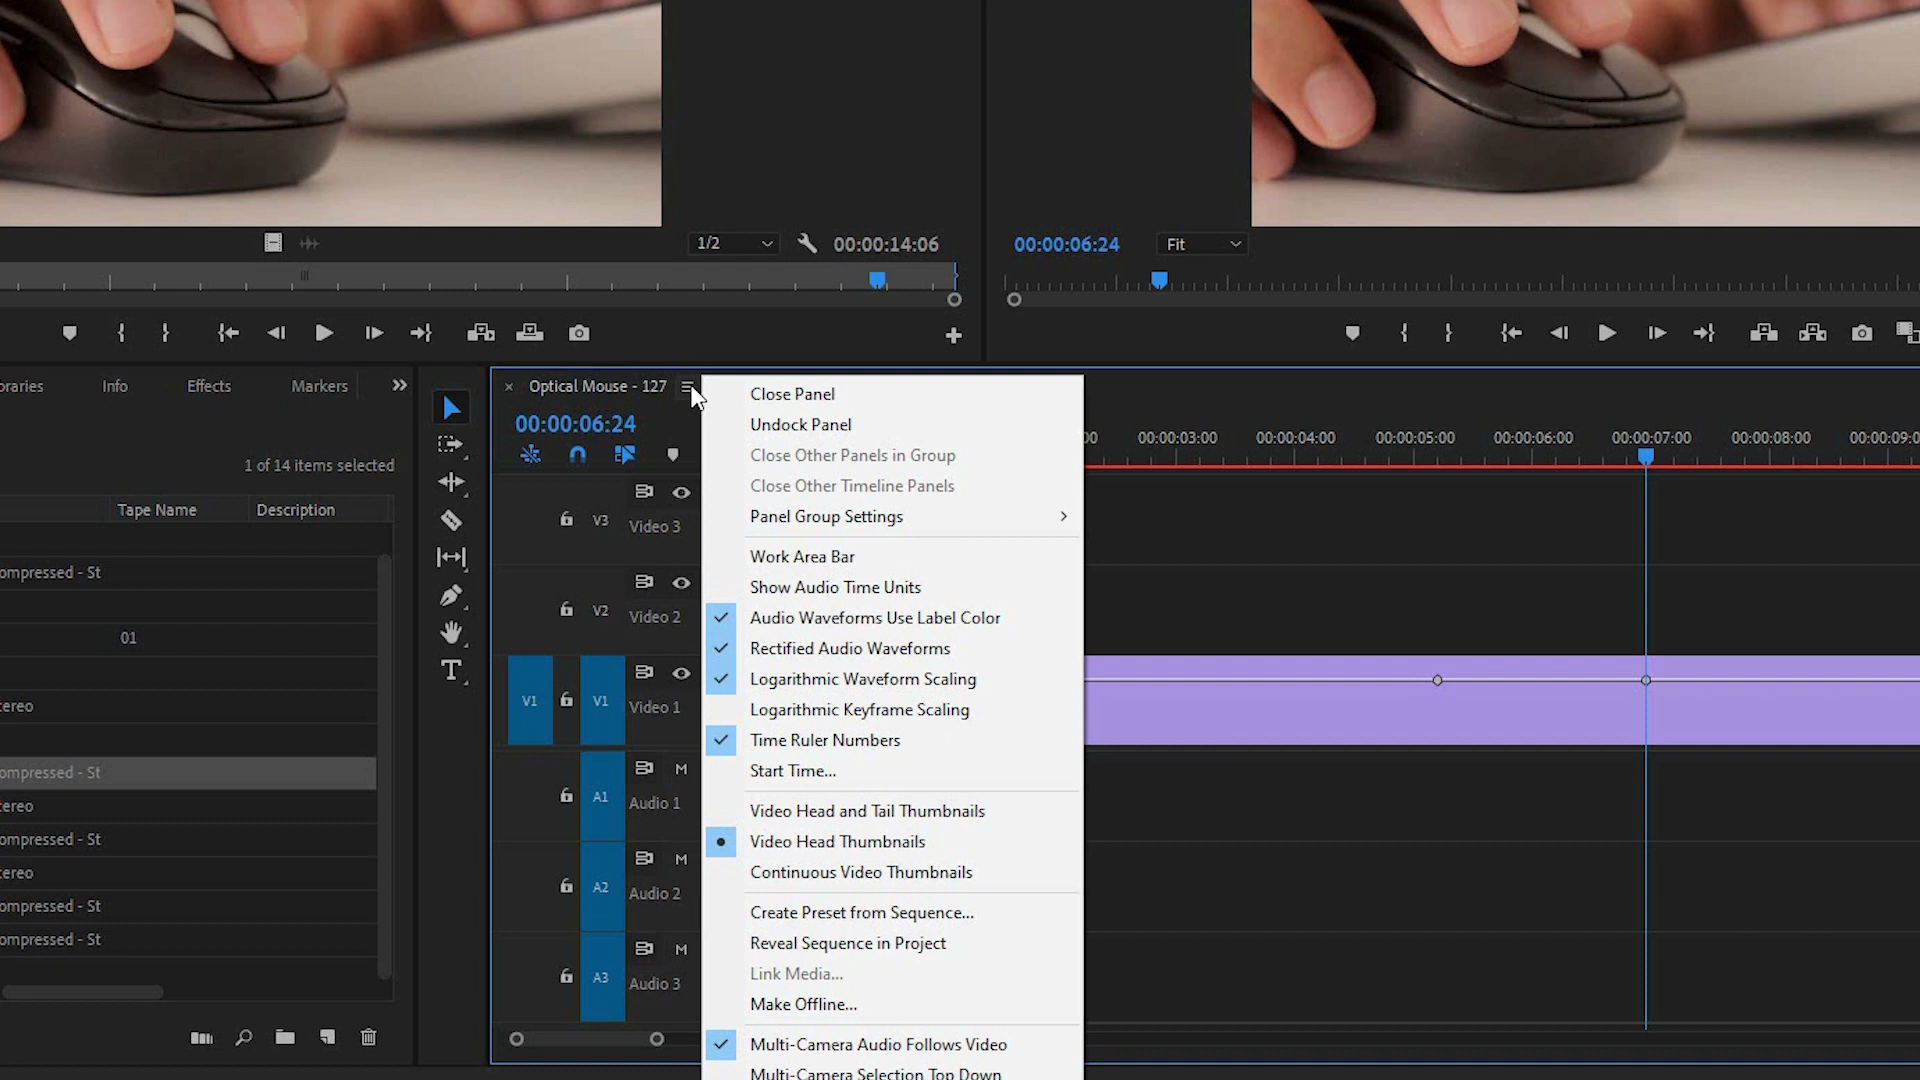 1/2
00:00:14:06
00:00:06:24
Fit
oraries
Info
Effects
Markers
Optical Mouse - 127
00:00:06:24
1 of 14 items selected
Tape Name
Description
ompressed - St
01
tereo
ompressed - St
tereo
ompressed - St
tereo
ompressed - St
ompressed - St
T
00
00:00:03:00
00:00:04:00
00:00:05:00
00:00:06:00
00:00:07:00
00:00:08:00
00:00:09:0
V3
Video 3
V2
Video 2
V1
V1
Video 1
A1
M
Audio 1
A2
M
Audio 2
A3
M
Audio 3
Close Panel
Undock Panel
Close Other Panels in Group
Close Other Timeline Panels
Panel Group Settings
Work Area Bar
Show Audio Time Units
Audio Waveforms Use Label Color
Rectified Audio Waveforms
Logarithmic Waveform Scaling
Logarithmic Keyframe Scaling
Time Ruler Numbers
Start Time...
Video Head and Tail Thumbnails
Video Head Thumbnails
Continuous Video Thumbnails
Create Preset from Sequence...
Reveal Sequence in Project
Link Media...
Make Offline...
Multi-Camera Audio Follows Video
Multi-Camera Selection Top Down